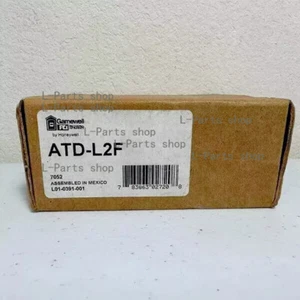 Gamewell
FCI
by Honeywell
L-Parts shop
L-Parts shop
ATD-L2F
L-Parts shop
7052
ASSEMBLED IN MEXICO
L01-0301-001
L-Parts shop
L-Parts shop